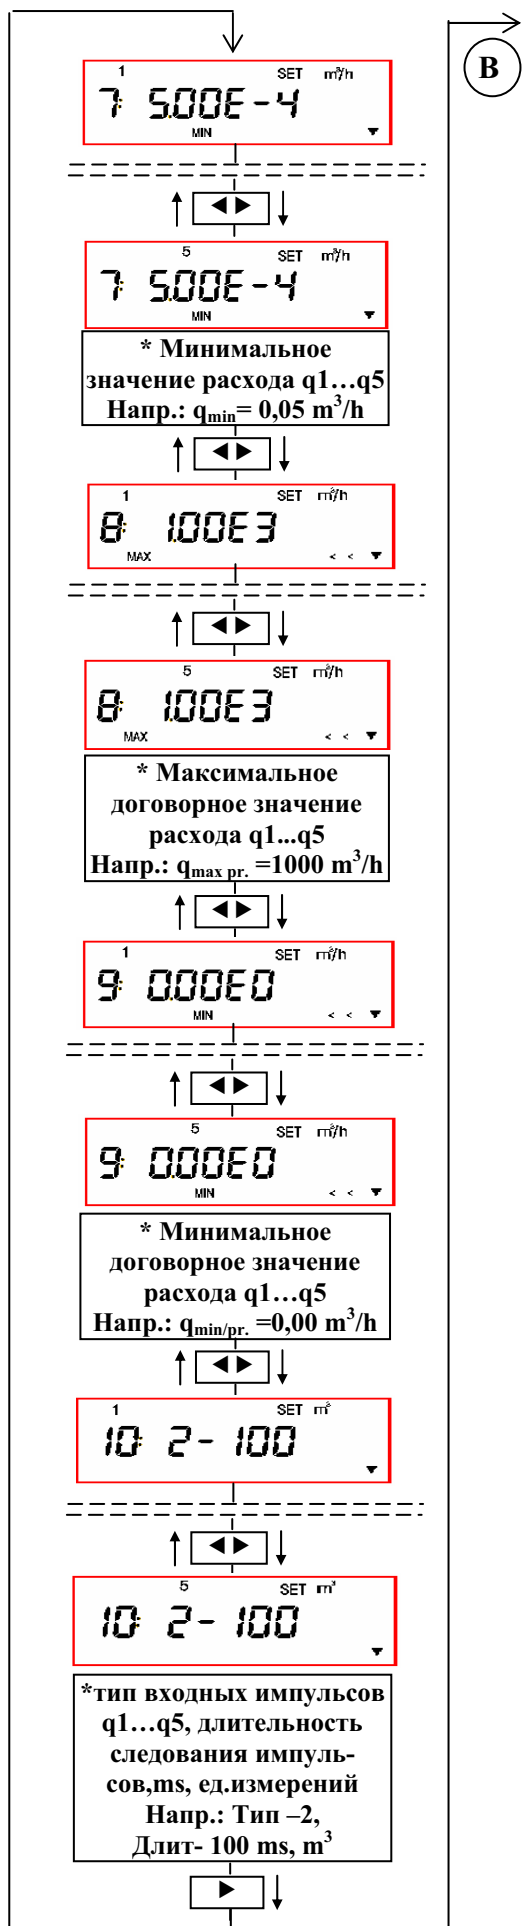 B
1 SET m³/h
7: 5.00E-4
MIN
5 SET m³/h
7: 5.00E-4
MIN
* Минимальное
значение расхода q1…q5
Напр.: qmin= 0,05 m³/h
1 SET m³/h
8: 1.00E3
MAX < <
5 SET m³/h
8: 1.00E3
MAX < <
* Максимальное
договорное значение
расхода q1...q5
Напр.: qmax pr. =1000 m³/h
1 SET m³/h
9: 0.00E0
MIN < <
5 SET m³/h
9: 0.00E0
MIN < <
* Минимальное
договорное значение
расхода q1…q5
Напр.: qmin/pr. =0,00 m³/h
1 SET m³
10: 2- 100
5 SET m³
10: 2- 100
*тип входных импульсов
q1…q5, длительность
следования импуль-
сов,ms, ед.измерений
Напр.: Тип –2,
Длит- 100 ms, m³